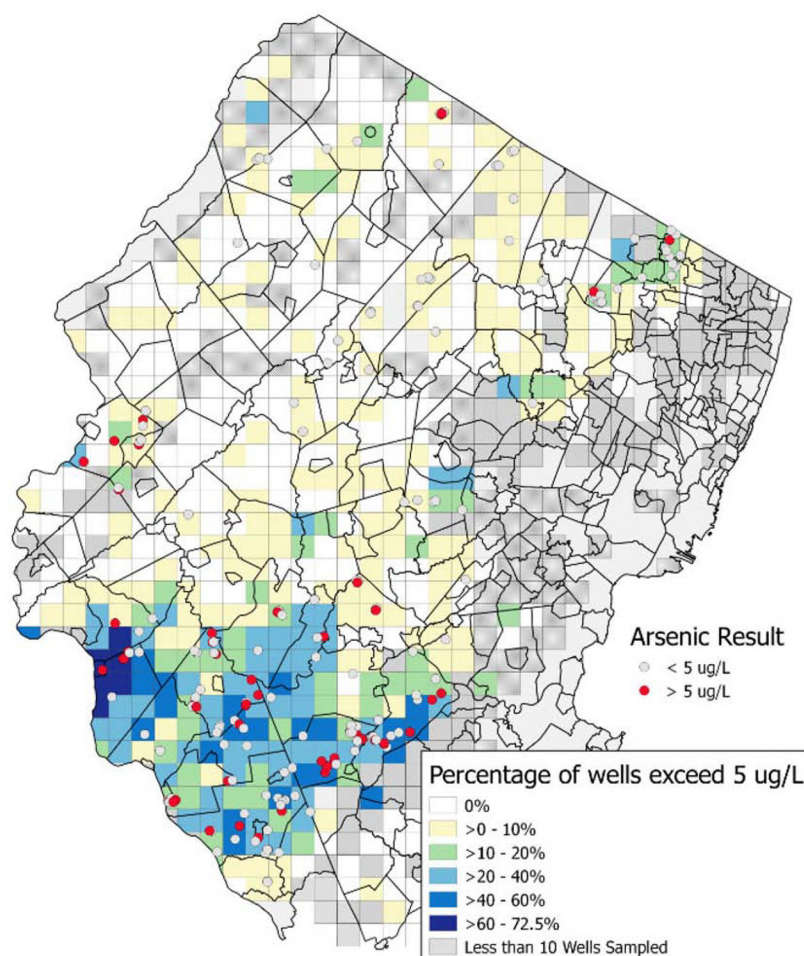 Arsenic Result
< 5 ug/L
> 5 ug/L
Percentage of wells exceed 5 ug/L
0%
>0 - 10%
>10 - 20%
>20 - 40%
>40 - 60%
>60 - 72.5%
Less than 10 Wells Sampled